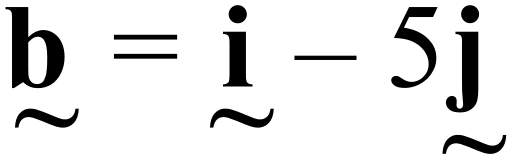 b = i – 5j